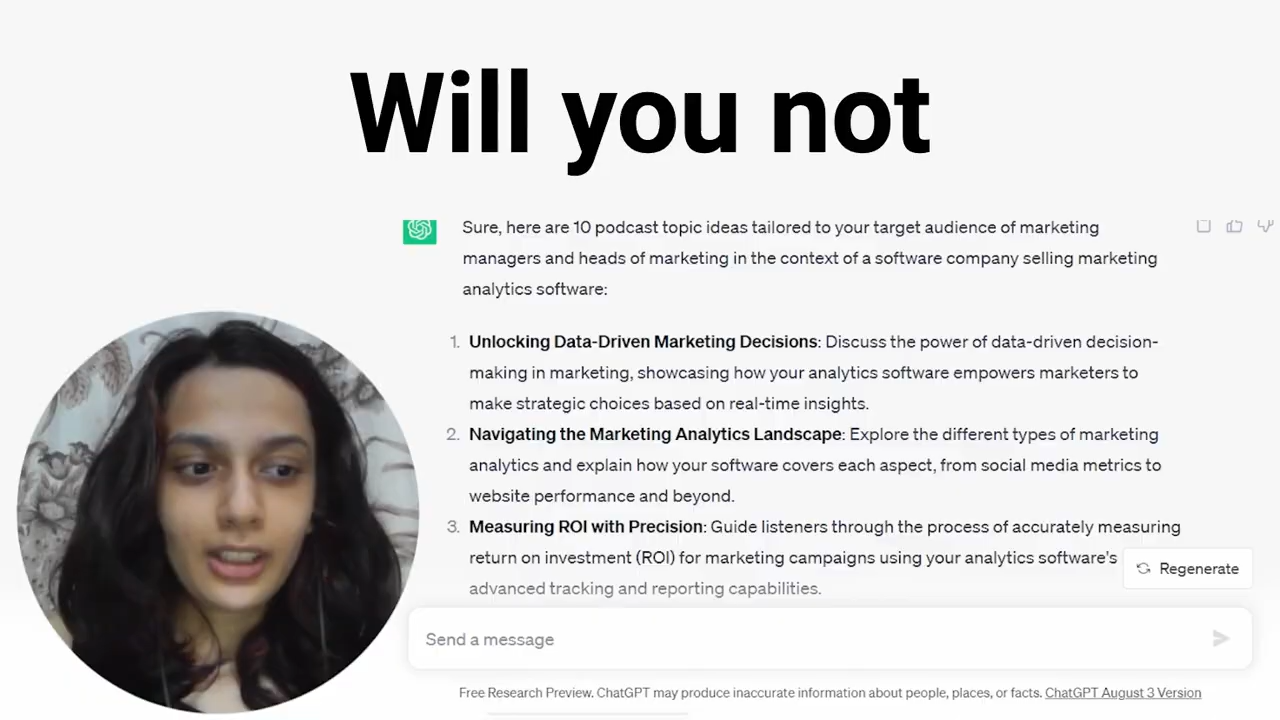 Will you not
Sure, here are 10 podcast topic ideas tailored to your target audience of marketing
managers and heads of marketing in the context of a software company selling marketing
analytics software:
1. Unlocking Data-Driven Marketing Decisions: Discuss the power of data-driven decision-
making in marketing, showcasing how your analytics software empowers marketers to
make strategic choices based on real-time insights.
2. Navigating the Marketing Analytics Landscape: Explore the different types of marketing
analytics and explain how your software covers each aspect, from social media metrics to
website performance and beyond.
3. Measuring ROI with Precision: Guide listeners through the process of accurately measuring
return on investment (ROI) for marketing campaigns using your analytics software's
advanced tracking and reporting capabilities.
Regenerate
Send a message
Free Research Preview. ChatGPT may produce inaccurate information about people, places, or facts. ChatGPT August 3 Version